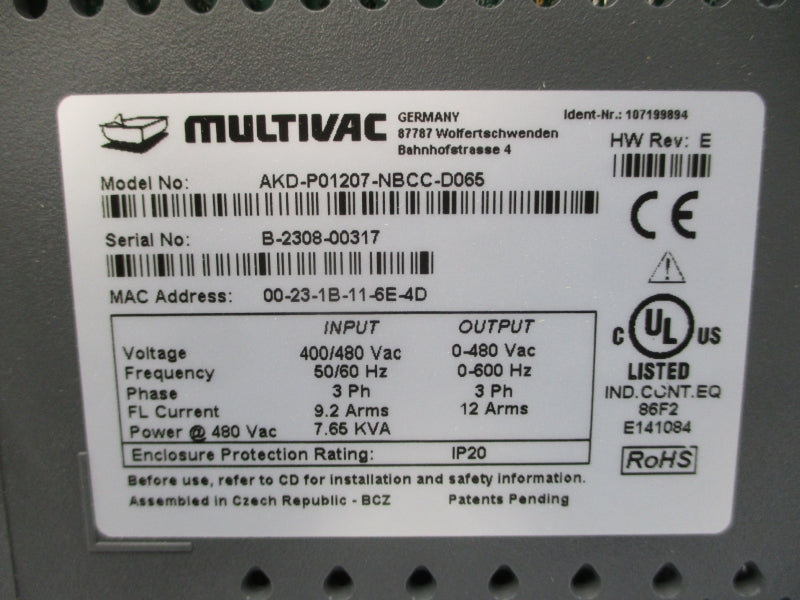 MULTIVAC
GERMANY
87787 Wolfertschwenden
Bahnhofstrasse 4
Ident-Nr.: 107199894
HW Rev: E
Model No: AKD-P01207-NBCC-D065
Serial No: B-2308-00317
MAC Address: 00-23-1B-11-6E-4D
INPUT OUTPUT
Voltage 400/480 Vac 0-480 Vac
Frequency 50/60 Hz 0-600 Hz
Phase 3 Ph 3 Ph
FL Current 9.2 Arms 12 Arms
Power @ 480 Vac 7.65 KVA
Enclosure Protection Rating: IP20
Before use, refer to CD for installation and safety information.
Assembled in Czech Republic - BCZ Patents Pending
CE
C UL US
LISTED
IND.CONT.EQ
86F2
E141084
RoHS